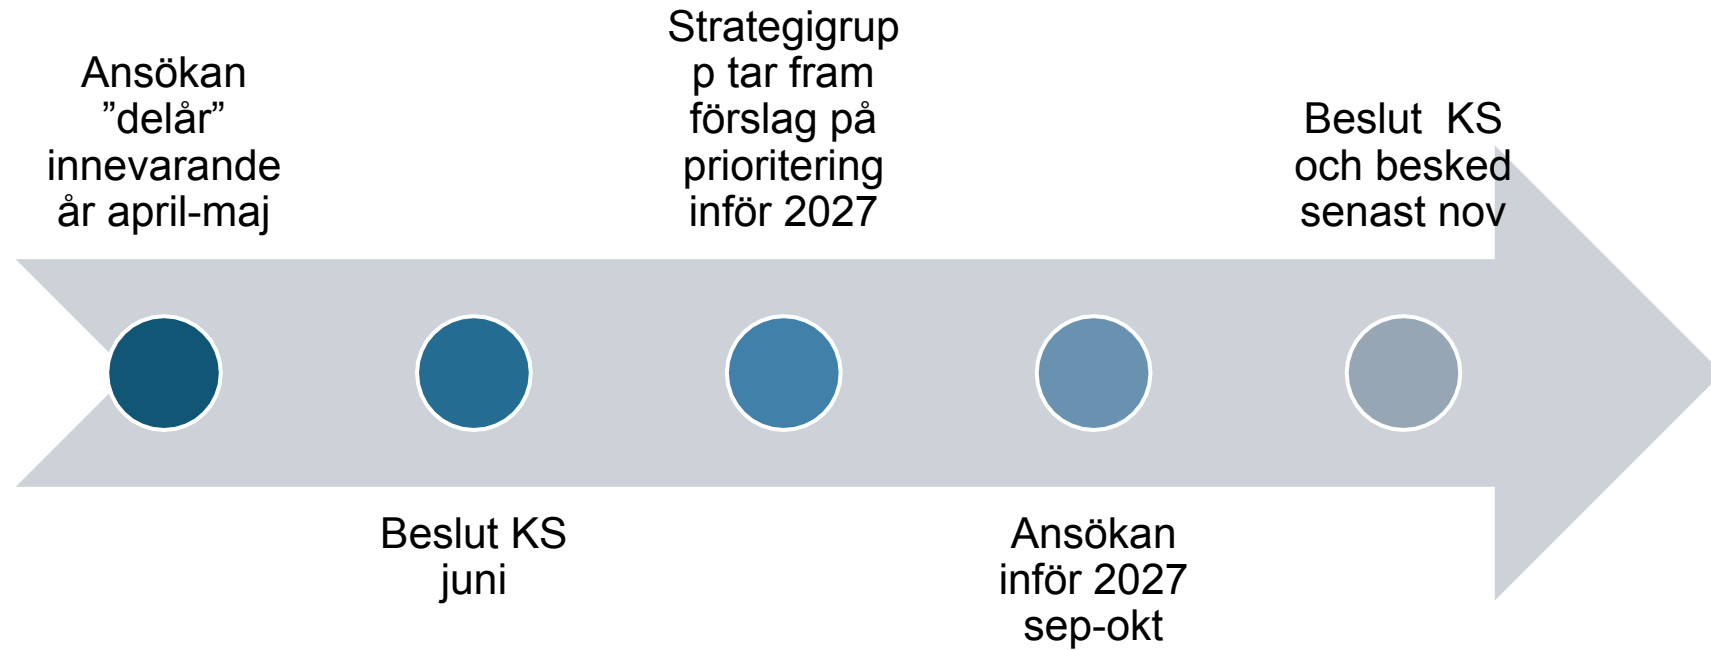 Ansökan
”delår”
innevarande
år april-maj
Beslut KS
juni
Strategigrup
p tar fram
förslag på
prioritering
inför 2027
Ansökan
inför 2027
sep-okt
Beslut  KS
och besked
senast nov